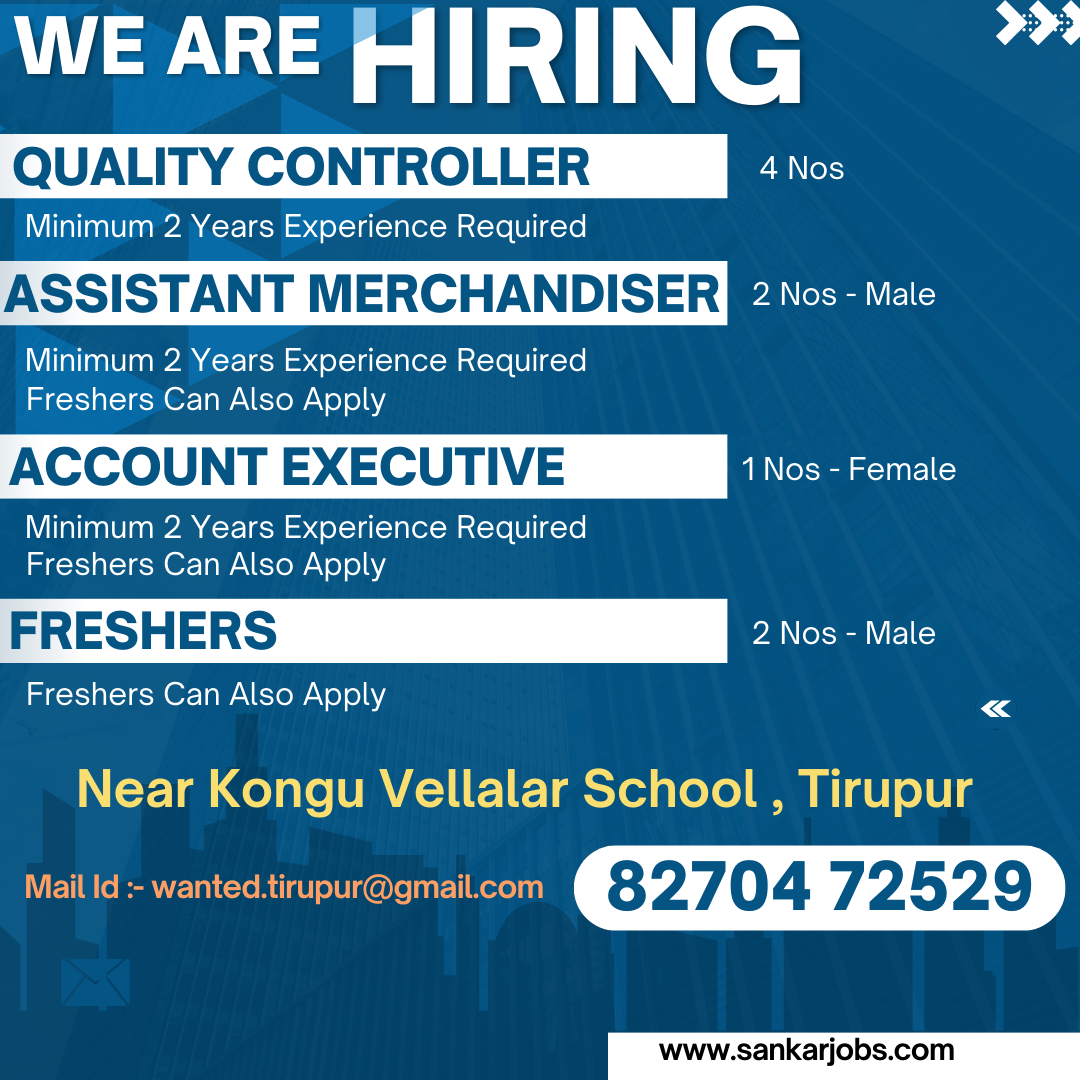 WE ARE HIRING
QUALITY CONTROLLER 4 Nos
Minimum 2 Years Experience Required
ASSISTANT MERCHANDISER 2 Nos - Male
Minimum 2 Years Experience Required
Freshers Can Also Apply
ACCOUNT EXECUTIVE 1 Nos - Female
Minimum 2 Years Experience Required
Freshers Can Also Apply
FRESHERS 2 Nos - Male
Freshers Can Also Apply
Near Kongu Vellalar School , Tirupur
Mail Id :- wanted.tirupur@gmail.com 82704 72529
www.sankarjobs.com